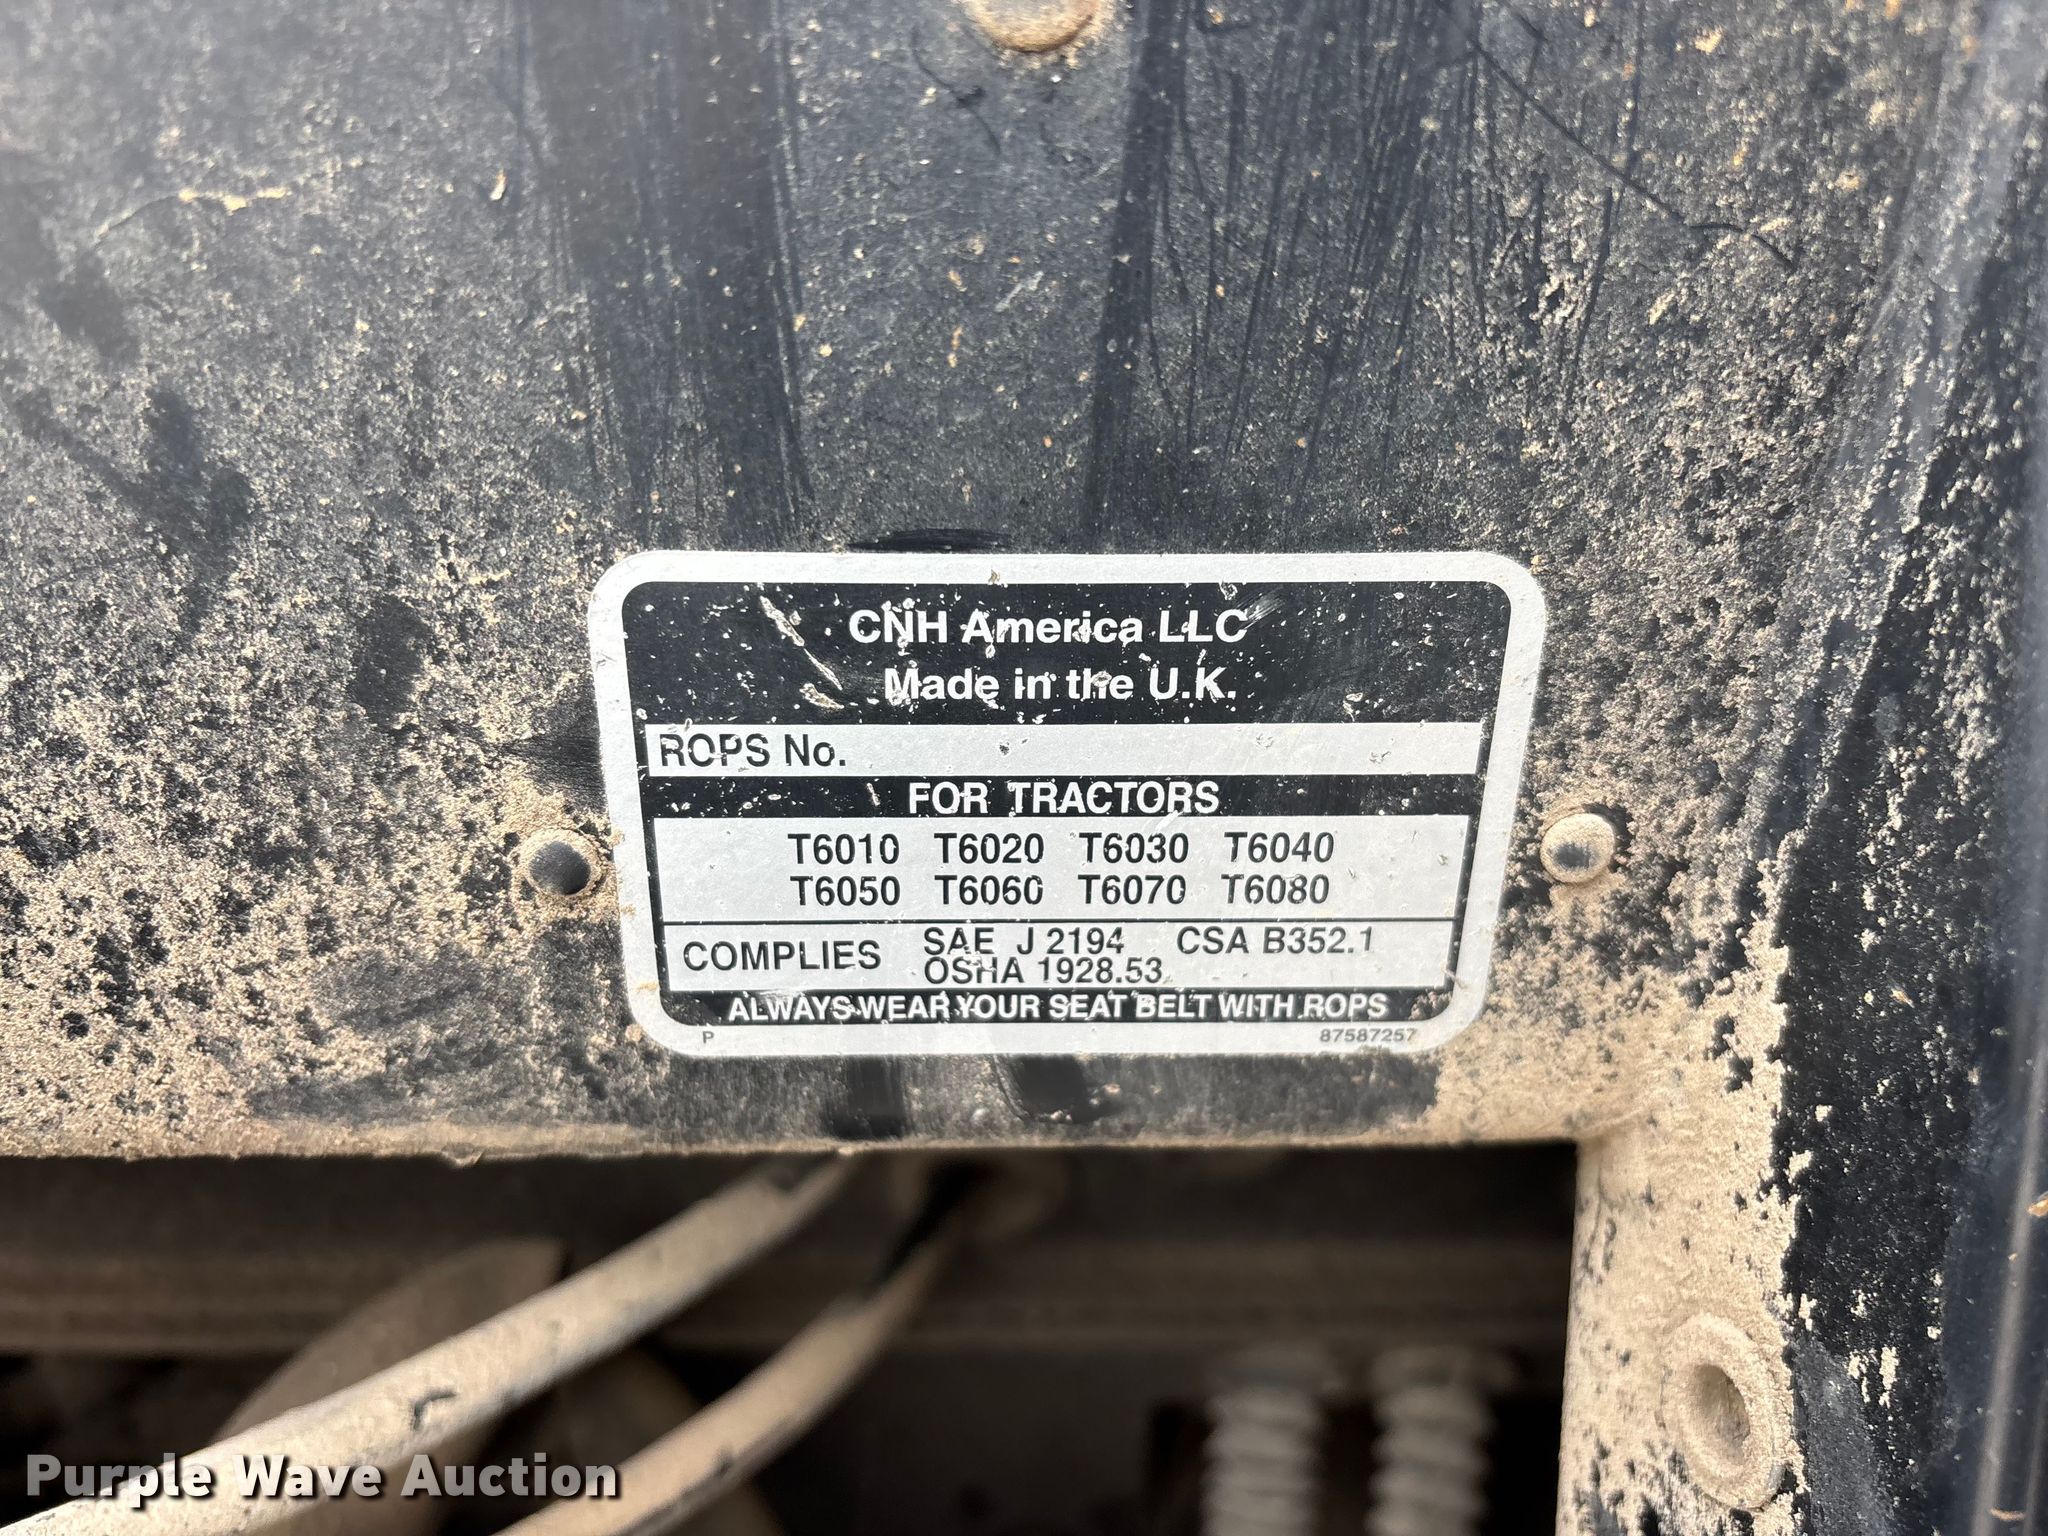 CNH America LLC
Made in the U.K.
ROPS No.
FOR TRACTORS
T6010 T6020 T6030 T6040
T6050 T6060 T6070 T6080
COMPLIES SAE J 2194 CSA B352.1
OSHA 1928.53
ALWAYS WEAR YOUR SEAT BELT WITH ROPS
P 87587257
Purple Wave Auction